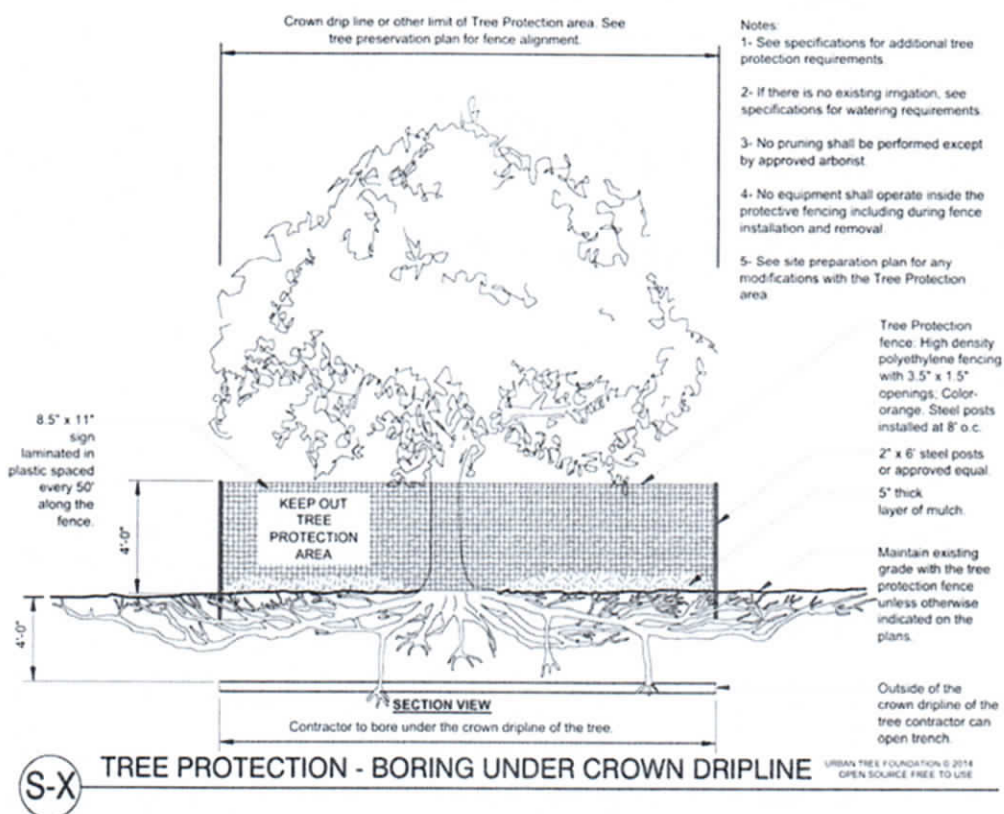 Crown drip line or other limit of Tree Protection area. See
tree preservation plan for fence alignment.
Notes:
1- See specifications for additional tree
protection requirements.
2- If there is no existing irrigation, see
specifications for watering requirements.
3- No pruning shall be performed except
by approved arborist.
4- No equipment shall operate inside the
protective fencing including during fence
installation and removal.
5- See site preparation plan for any
modifications with the Tree Protection
area.
Tree Protection
fence: High density
polyethylene fencing
with 3.5" x 1.5"
openings; Color-
orange. Steel posts
installed at 8' o.c.
2" x 6' steel posts
or approved equal.
5" thick
layer of mulch.
Maintain existing
grade with the tree
protection fence
unless otherwise
indicated on the
plans.
Outside of the
crown dripline of the
tree contractor can
open trench.
8.5" x 11"
sign
laminated in
plastic spaced
every 50'
along the
fence.
KEEP OUT
TREE
PROTECTION
AREA
4'-0"
4'-0"
SECTION VIEW
Contractor to bore under the crown dripline of the tree.
S-X
TREE PROTECTION - BORING UNDER CROWN DRIPLINE
URBAN TREE FOUNDATION © 2014
OPEN SOURCE FREE TO USE